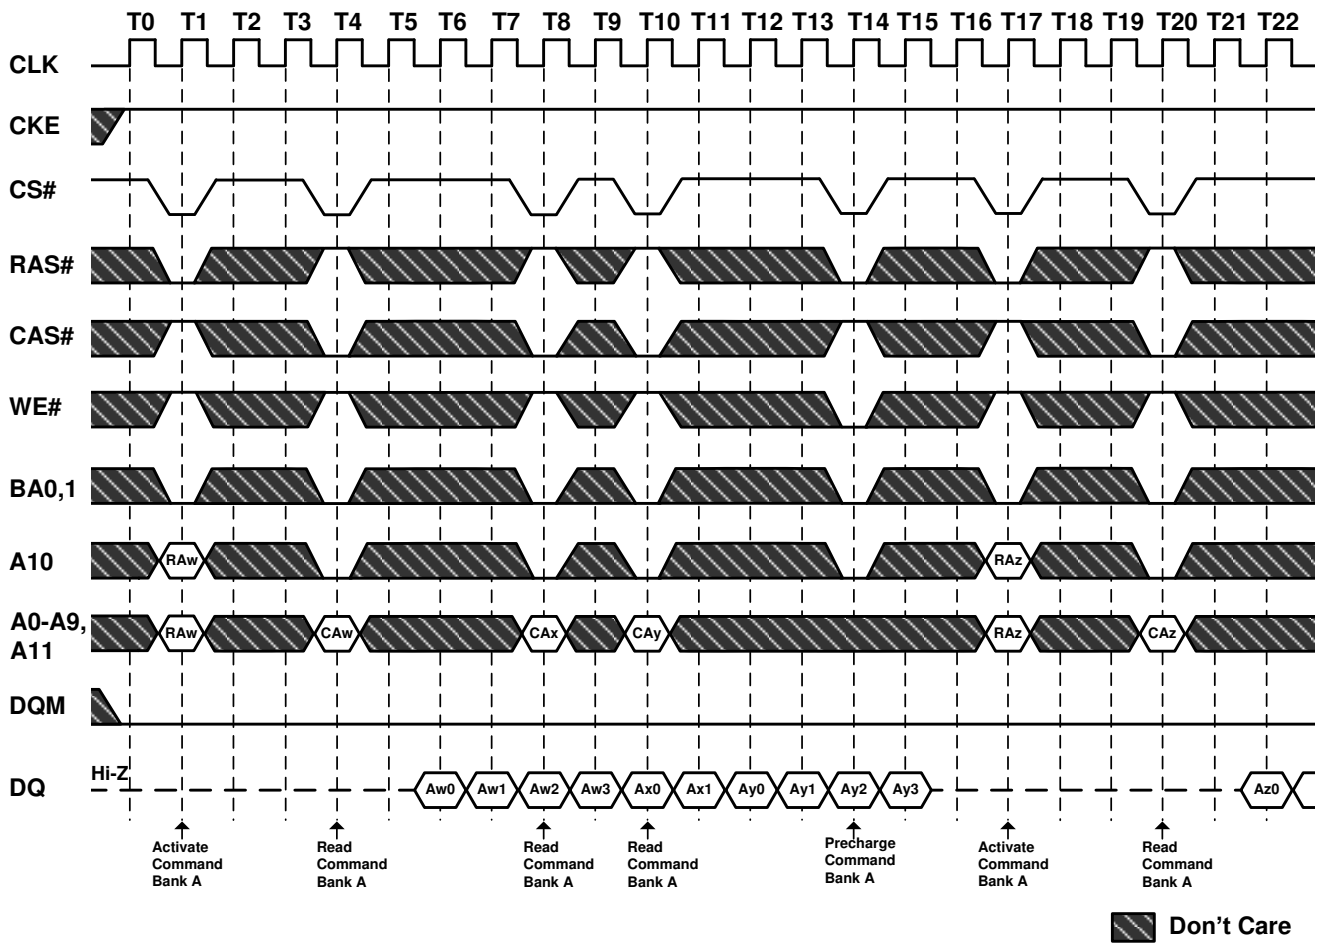 T0 T1 T2 T3 T4 T5 T6 T7 T8 T9 T10 T11 T12 T13 T14 T15 T16 T17 T18 T19 T20 T21 T22
CLK
CKE
CS#
RAS#
CAS#
WE#
BA0,1
A10
RAw RAz
A0-A9,
A11
RAw CAw CAx CAy RAz CAz
DQM
Hi-Z
DQ
Aw0 Aw1 Aw2 Aw3 Ax0 Ax1 Ay0 Ay1 Ay2 Ay3 Az0
Activate
Command
Bank A
Read
Command
Bank A
Read
Command
Bank A
Read
Command
Bank A
Precharge
Command
Bank A
Activate
Command
Bank A
Read
Command
Bank A
Don't Care